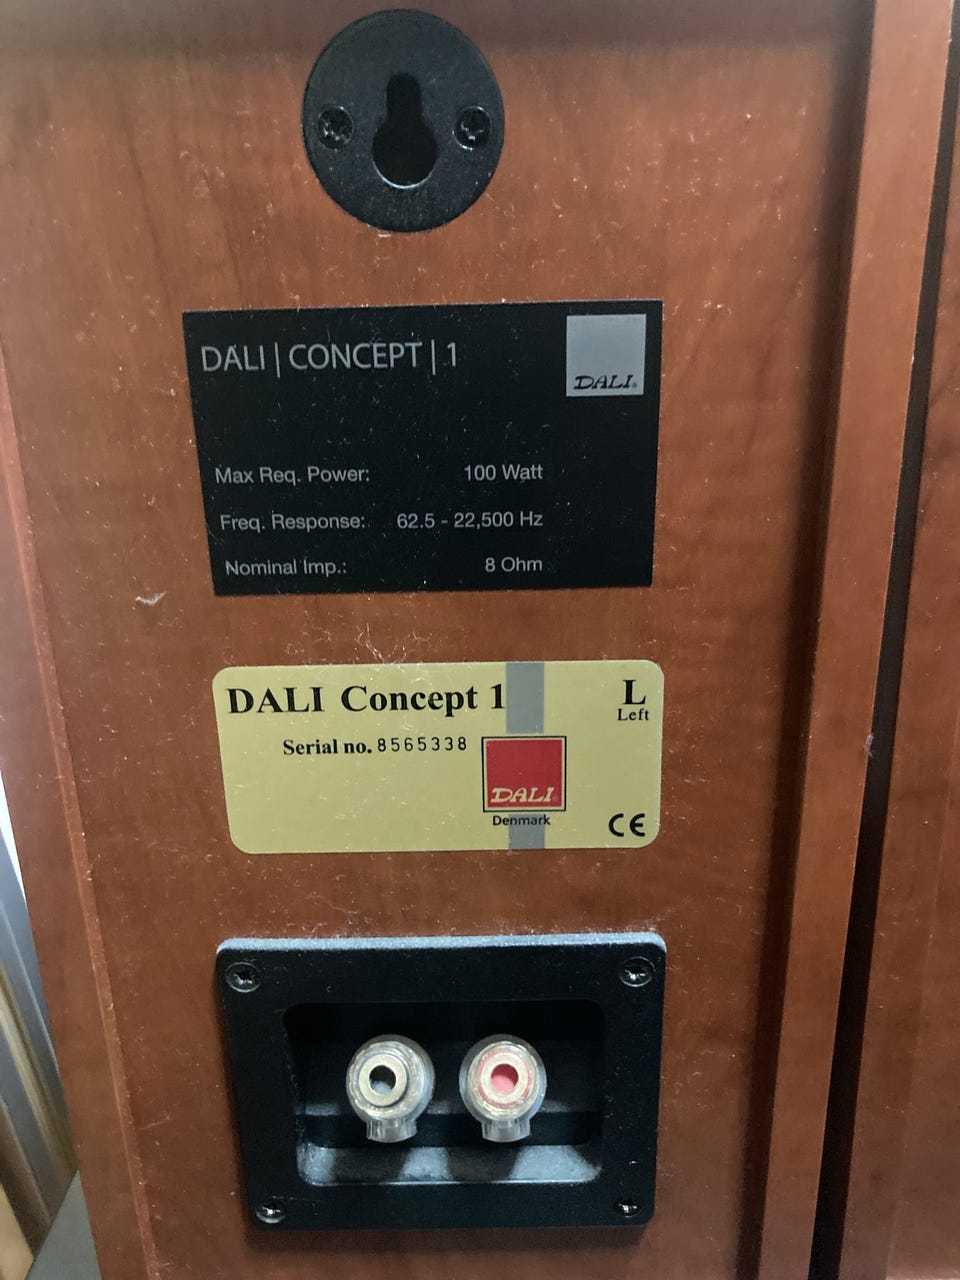 DALI | CONCEPT | 1
DALI
Max Req. Power: 100 Watt
Freq. Response: 62.5 - 22,500 Hz
Nominal Imp.: 8 Ohm
DALI Concept 1
L
Left
Serial no. 8565338
DALI
Denmark
CE